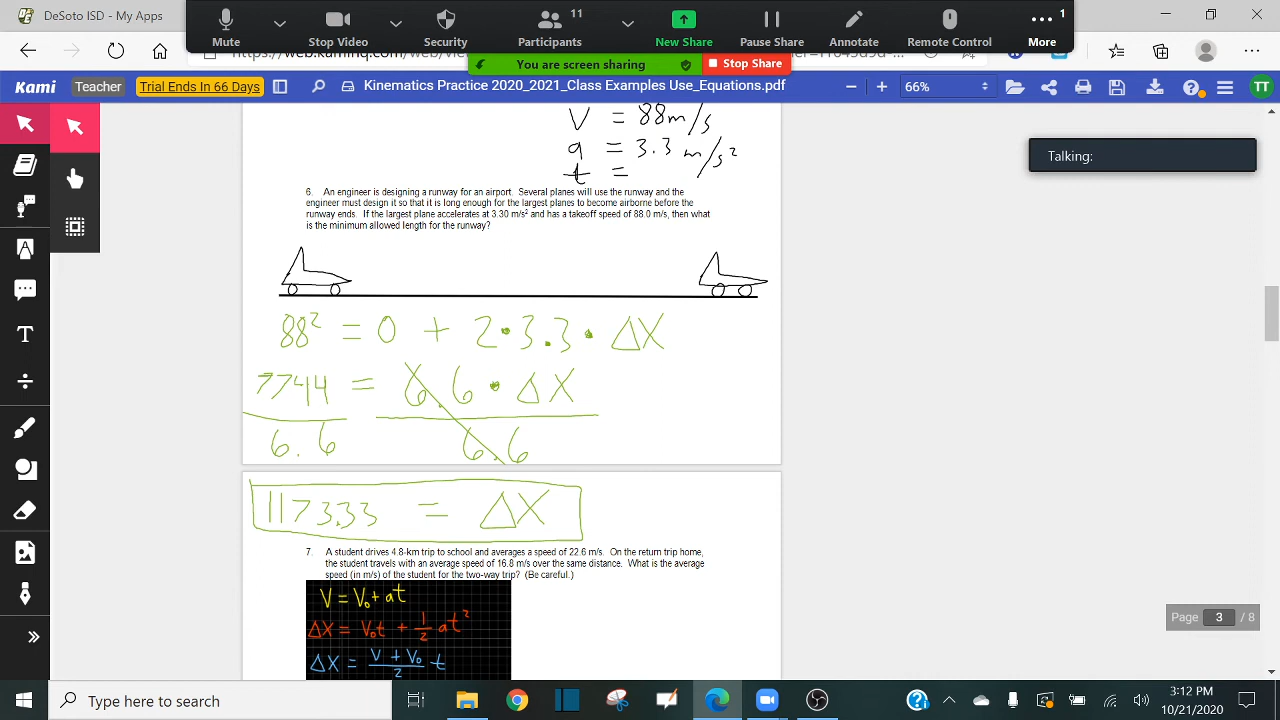 DeSoto ISD - My Apps
Mute
Stop Video
Security
11
Participants
New Share
Pause Share
Annotate
Remote Control
1
More
You are screen sharing
Stop Share
Kami
Teacher
Trial Ends In 66 Days
Kinematics Practice 2020_2021_Class Examples Use_Equations.pdf
66%
TT
Talking:
V = 88m/s
a = 3.3 m/s²
t =
6. An engineer is designing a runway for an airport. Several planes will use the runway and the
engineer must design it so that it is long enough for the largest planes to become airborne before the
runway ends. If the largest plane accelerates at 3.30 m/s² and has a takeoff speed of 88.0 m/s, then what
is the minimum allowed length for the runway?
88² = 0 + 2·3.3·ΔX
7744 = 6.6·ΔX
6.6 6.6
1173.33 = ΔX
7. A student drives 4.8-km trip to school and averages a speed of 22.6 m/s. On the return trip home,
the student travels with an average speed of 16.8 m/s over the same distance. What is the average
speed (in m/s) of the student for the two-way trip? (Be careful.)
V = V₀ + at
ΔX = V₀t + 1/2 at²
ΔX = V + V₀/2 t
Page 3 / 8
Type here to search
3:12 PM
10/21/2020